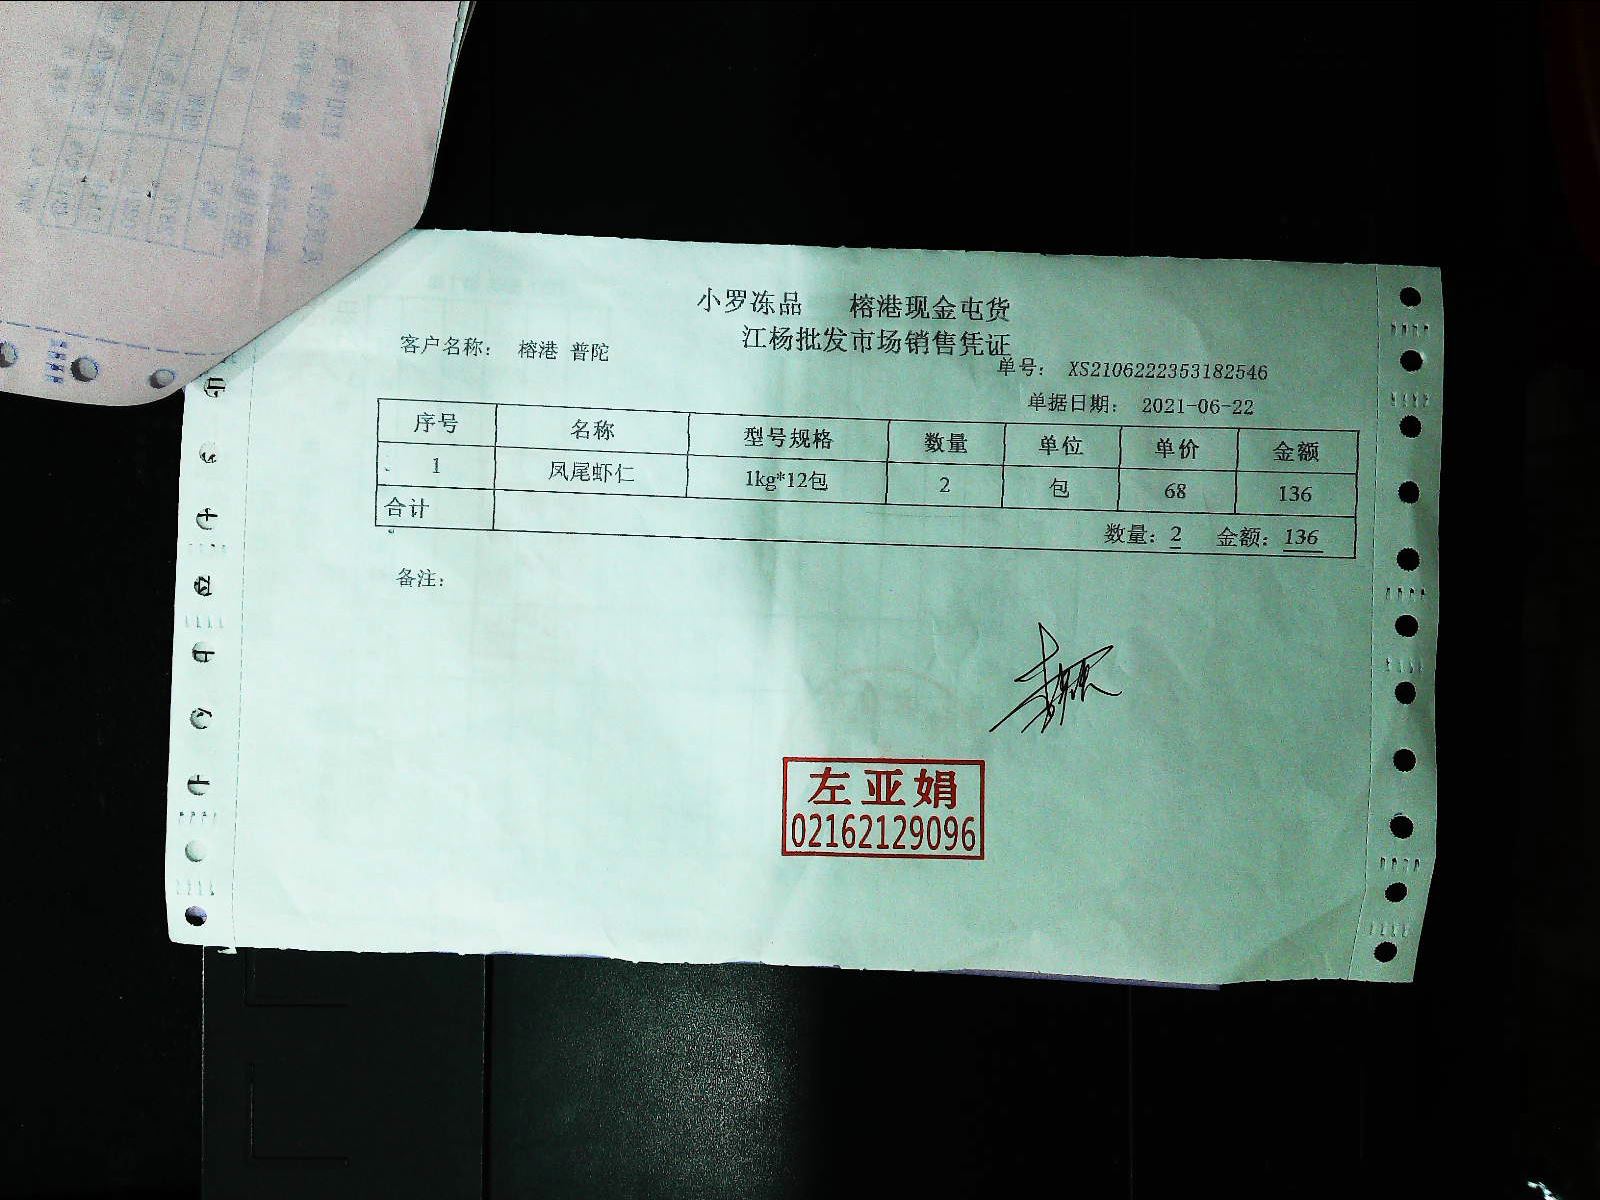 小罗冻品 榕港现金屯货
江杨批发市场销售凭证
客户名称： 榕港 普陀
单号： XS2106222353182546
单据日期： 2021-06-22
序号 名称 型号规格 数量 单位 单价 金额
1 凤尾虾仁 1kg*12包 2 包 68 136
合计 数量：2 金额：136
备注：
左亚娟
02162129096